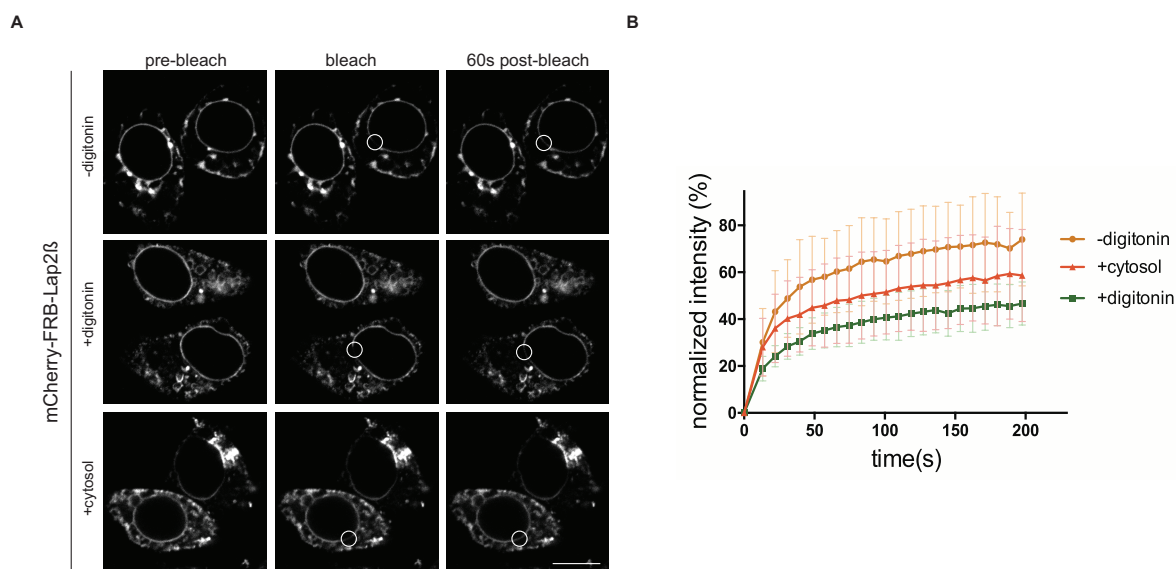 A
B
pre-bleach
bleach
60s post-bleach
mCherry-FRB-Lap2ß
-digitonin
+digitonin
+cytosol
normalized intensity (%)
80
60
40
20
0
0
50
100
150
200
time(s)
-digitonin
+cytosol
+digitonin